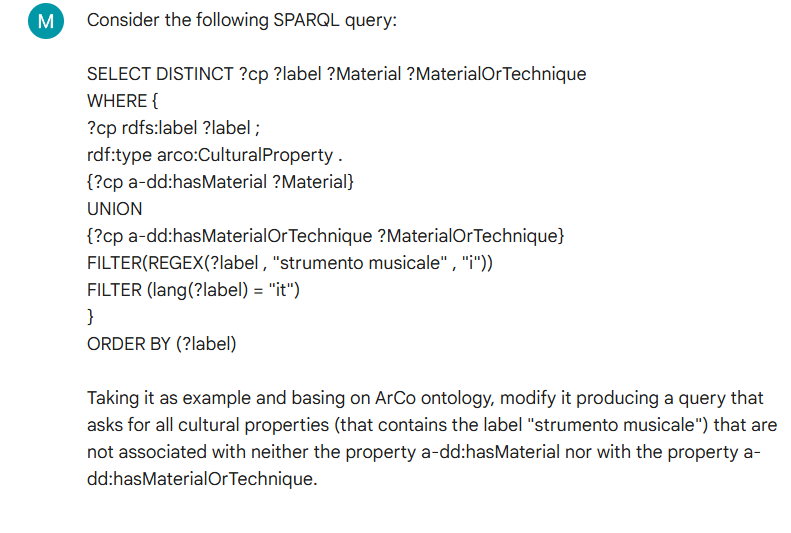 M Consider the following SPARQL query:
SELECT DISTINCT ?cp ?label ?Material ?MaterialOrTechnique
WHERE {
?cp rdfs:label ?label ;
rdf:type arco:CulturalProperty .
{?cp a-dd:hasMaterial ?Material}
UNION
{?cp a-dd:hasMaterialOrTechnique ?MaterialOrTechnique}
FILTER(REGEX(?label , "strumento musicale" , "i"))
FILTER (lang(?label) = "it")
}
ORDER BY (?label)
Taking it as example and basing on ArCo ontology, modify it producing a query that
asks for all cultural properties (that contains the label "strumento musicale") that are
not associated with neither the property a-dd:hasMaterial nor with the property a-
dd:hasMaterialOrTechnique.